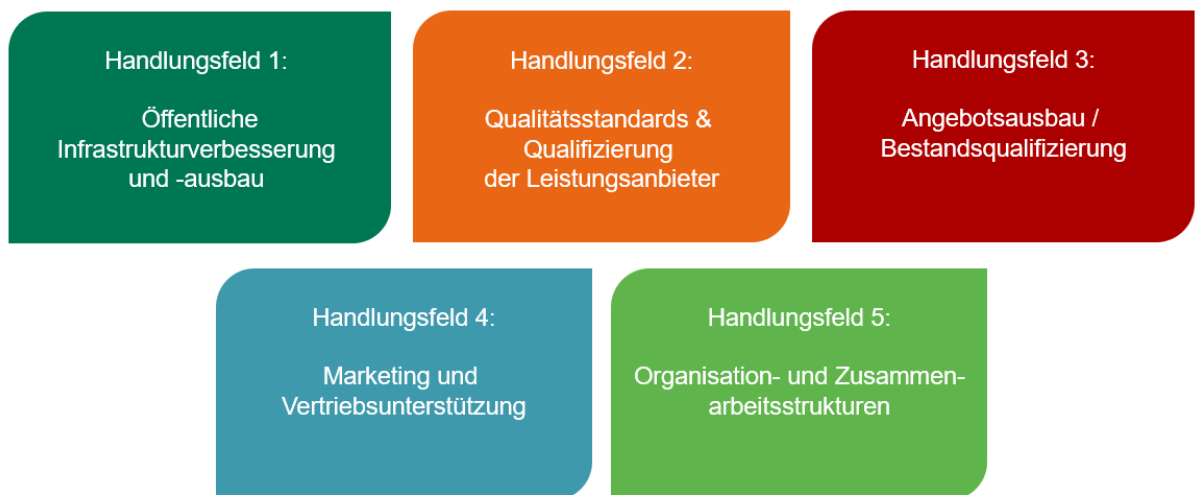 Handlungsfeld 1:
Öffentliche
Infrastrukturverbesserung
und -ausbau
Handlungsfeld 2:
Qualitätsstandards &
Qualifizierung
der Leistungsanbieter
Handlungsfeld 3:
Angebotsausbau /
Bestandsqualifizierung
Handlungsfeld 4:
Marketing und
Vertriebsunterstützung
Handlungsfeld 5:
Organisation- und Zusammen-
arbeitsstrukturen